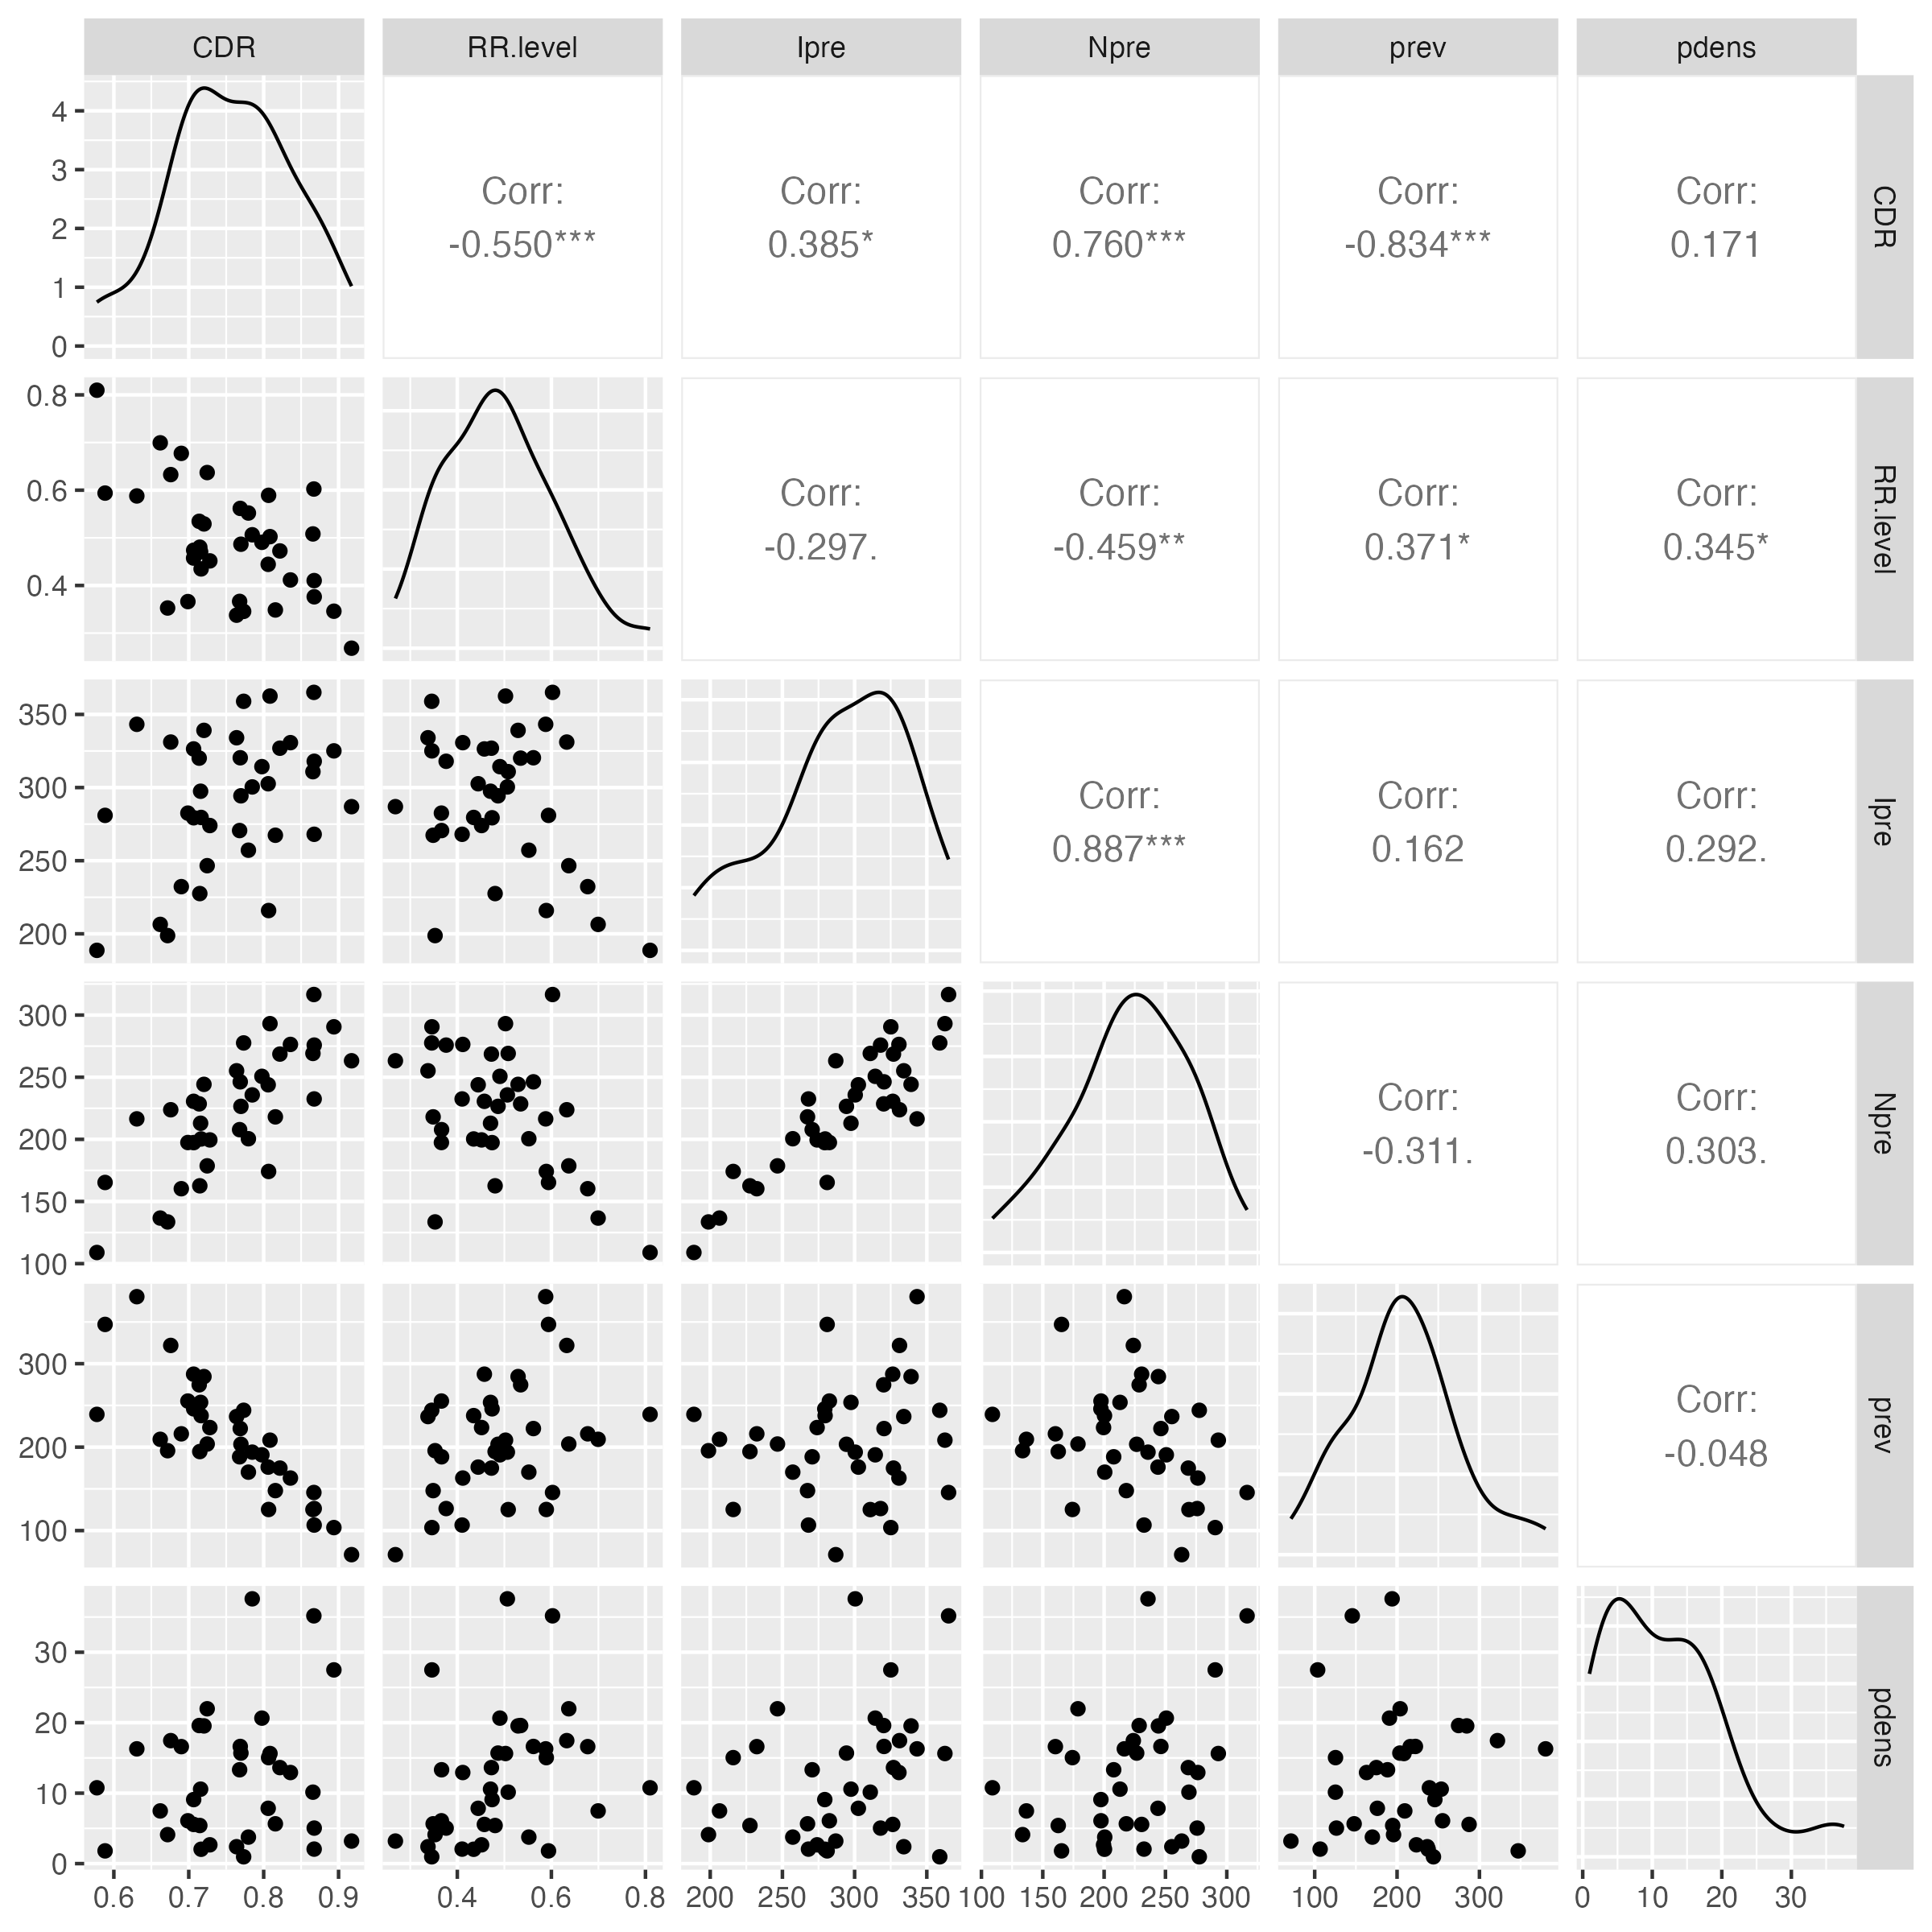 CDR RR.level Ipre Npre prev pdens
4
3
2
1
0
Corr:
-0.550***
Corr:
0.385*
Corr:
0.760***
Corr:
-0.834***
Corr:
0.171
CDR
0.8
0.6
0.4
Corr:
-0.297.
Corr:
-0.459**
Corr:
0.371*
Corr:
0.345*
RR.level
350
300
250
200
Corr:
0.887***
Corr:
0.162
Corr:
0.292.
Ipre
300
250
200
150
100
Corr:
-0.311.
Corr:
0.303.
Npre
300
200
100
Corr:
-0.048
prev
30
20
10
0
pdens
0.6 0.7 0.8 0.9 0.4 0.6 0.8 200 250 300 350 100 150 200 250 300 100 200 300 0 10 20 30